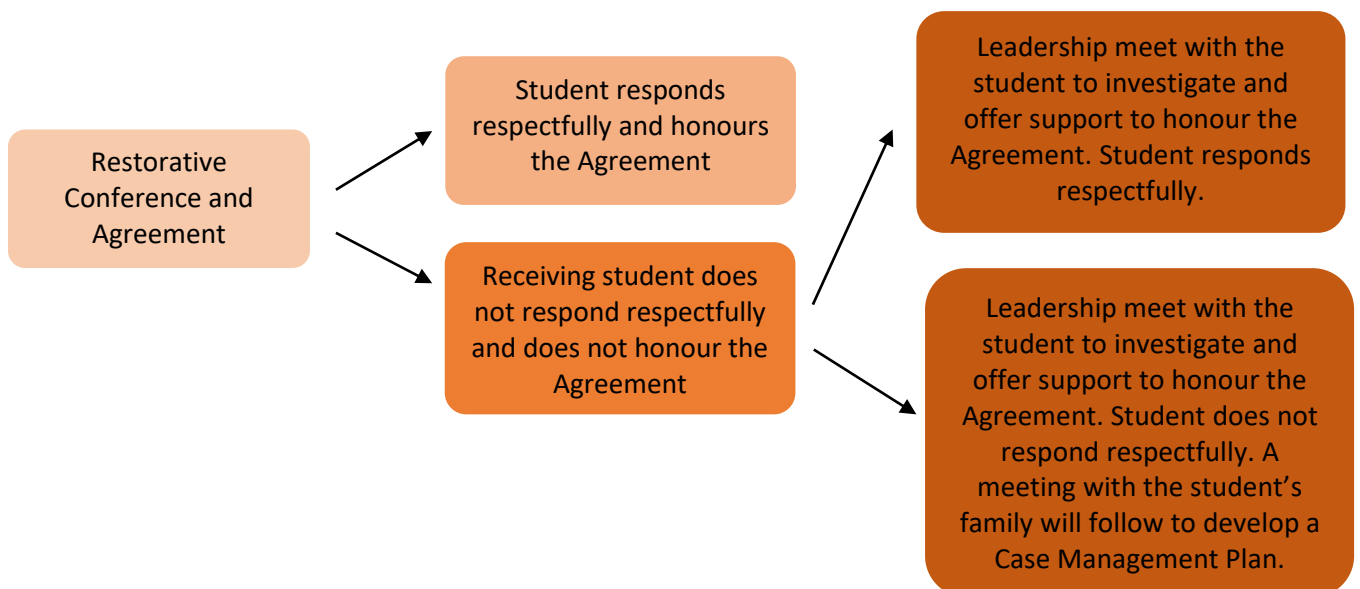 Restorative
Conference and
Agreement
Student responds
respectfully and honours
the Agreement
Receiving student does
not respond respectfully
and does not honour the
Agreement
Leadership meet with the
student to investigate and
offer support to honour the
Agreement. Student responds
respectfully.
Leadership meet with the
student to investigate and
offer support to honour the
Agreement. Student does not
respond respectfully. A
meeting with the student’s
family will follow to develop a
Case Management Plan.